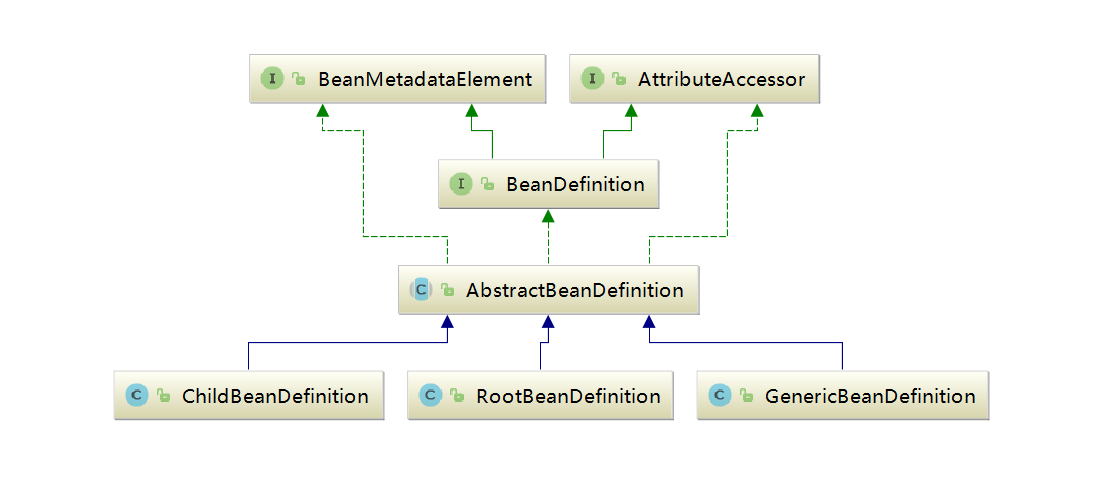 I BeanMetadataElement
I AttributeAccessor
I BeanDefinition
C AbstractBeanDefinition
C ChildBeanDefinition
C RootBeanDefinition
C GenericBeanDefinition